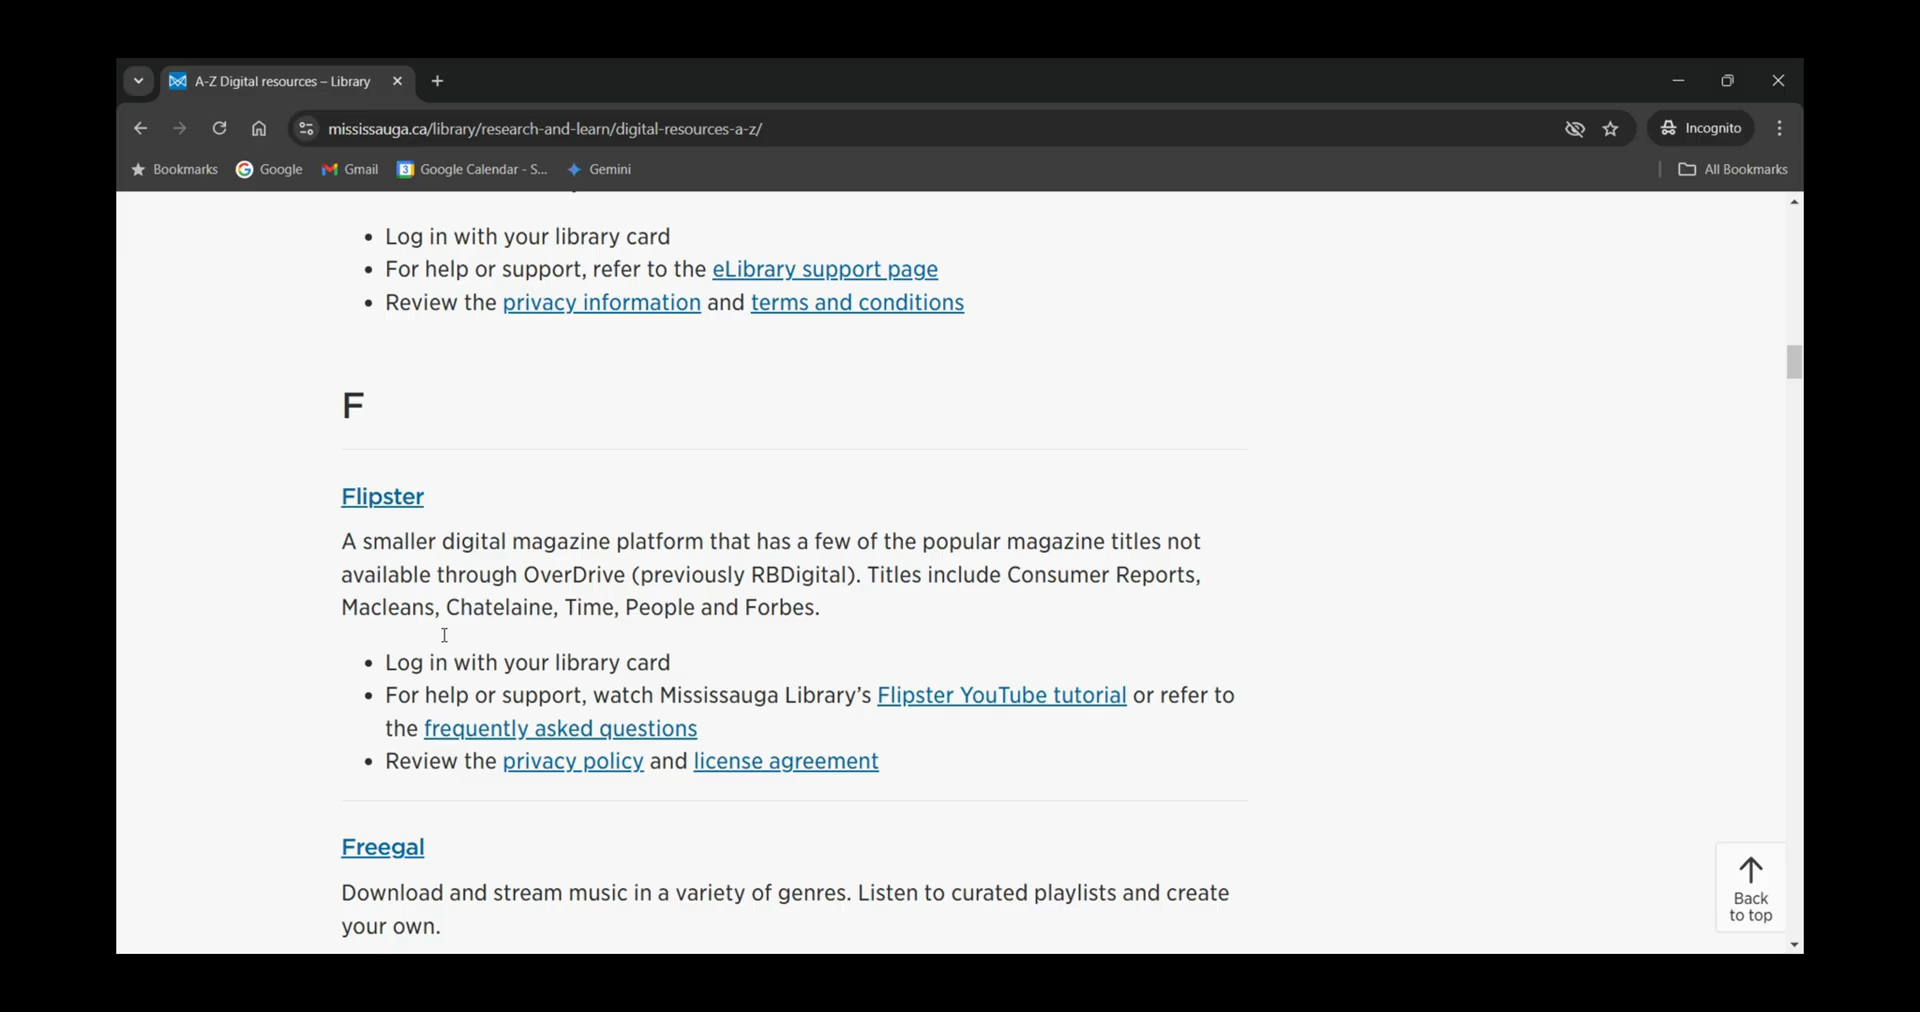 A-Z Digital resources – Library
mississauga.ca/library/research-and-learn/digital-resources-a-z/
Incognito
Bookmarks
Google
Gmail
3
Google Calendar - S...
Gemini
All Bookmarks
• Log in with your library card
• For help or support, refer to the eLibrary support page
• Review the privacy information and terms and conditions
F
Flipster
A smaller digital magazine platform that has a few of the popular magazine titles not
available through OverDrive (previously RBDigital). Titles include Consumer Reports,
Macleans, Chatelaine, Time, People and Forbes.
• Log in with your library card
• For help or support, watch Mississauga Library’s Flipster YouTube tutorial or refer to
the frequently asked questions
• Review the privacy policy and license agreement
Freegal
Download and stream music in a variety of genres. Listen to curated playlists and create
your own.
Back
to top